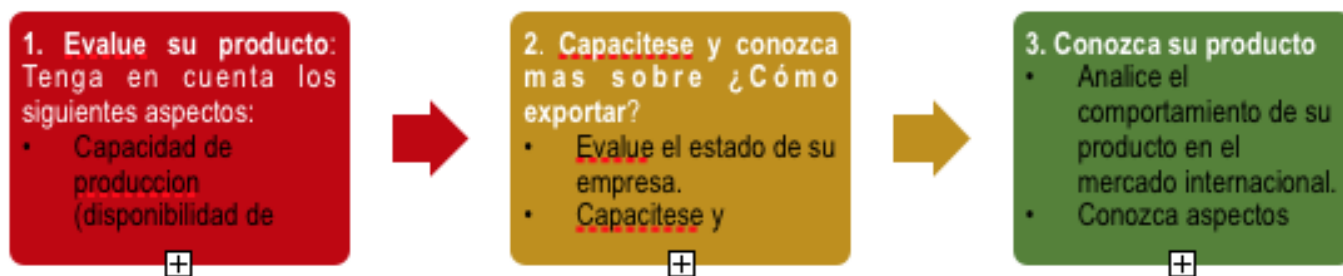 1. Evalue su producto:
Tenga en cuenta los
siguientes aspectos:
• Capacidad de
produccion
(disponibilidad de
2. Capacitese y conozca
mas sobre ¿Cómo
exportar?
• Evalue el estado de su
empresa.
• Capacitese y
3. Conozca su producto
• Analice el
comportamiento de su
producto en el
mercado internacional.
• Conozca aspectos